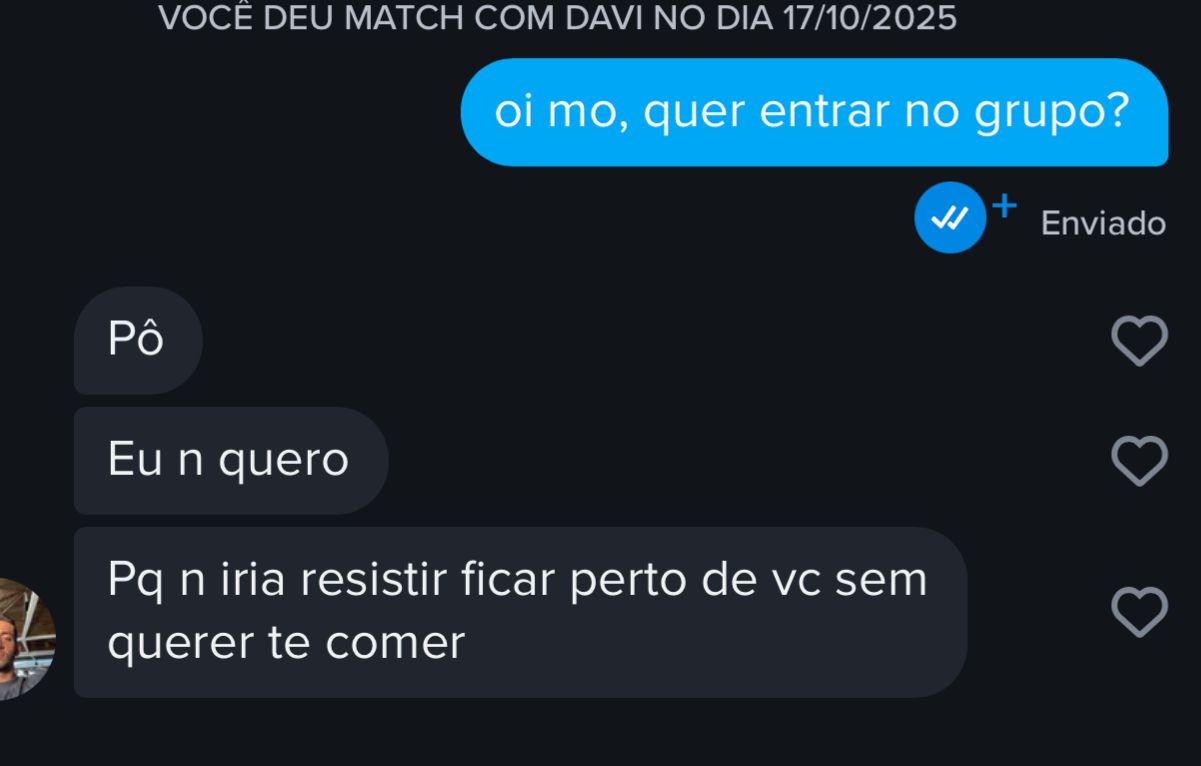 VOCÊ DEU MATCH COM DAVI NO DIA 17/10/2025
oi mo, quer entrar no grupo?
Enviado
Pô
Eu n quero
Pq n iria resistir ficar perto de vc sem
querer te comer